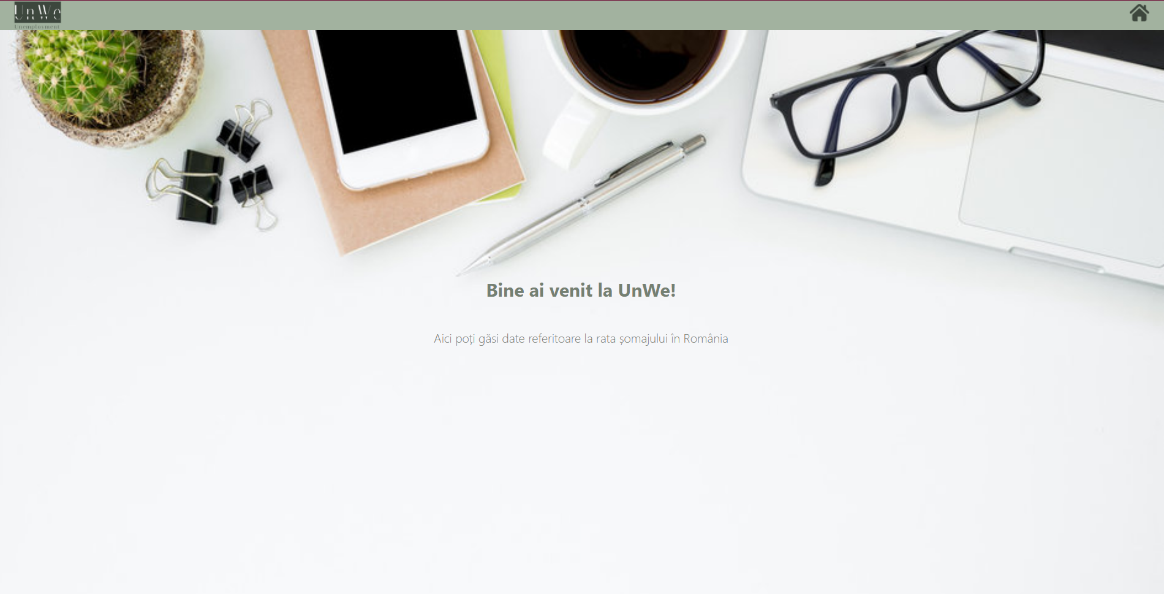 UnWe
Bine ai venit la UnWe!
Aici poți găsi date referitoare la rata șomajului în România